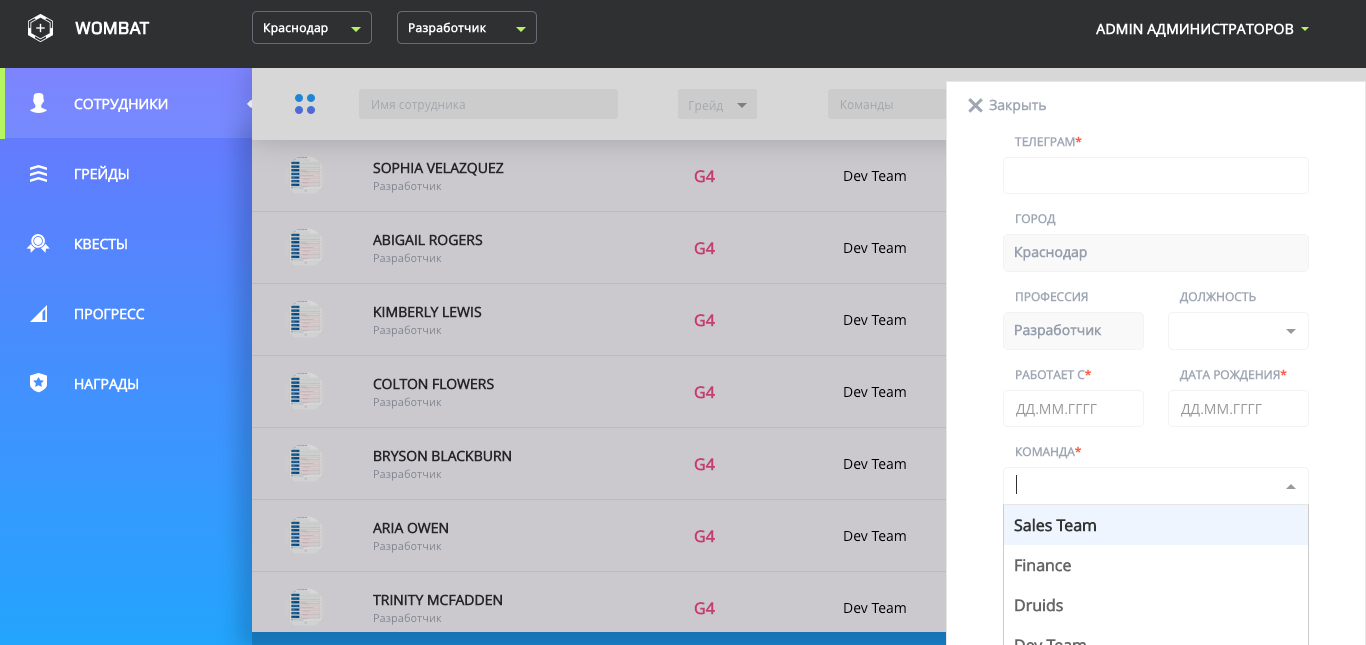 WOMBAT
Краснодар
Разработчик
ADMIN АДМИНИСТРАТОРОВ
СОТРУДНИКИ
ГРЕЙДЫ
КВЕСТЫ
ПРОГРЕСС
НАГРАДЫ
Имя сотрудника
Грейд
Команды
SOPHIA VELAZQUEZ
Разработчик
G4
Dev Team
ABIGAIL ROGERS
Разработчик
G4
Dev Team
KIMBERLY LEWIS
Разработчик
G4
Dev Team
COLTON FLOWERS
Разработчик
G4
Dev Team
BRYSON BLACKBURN
Разработчик
G4
Dev Team
ARIA OWEN
Разработчик
G4
Dev Team
TRINITY MCFADDEN
Разработчик
G4
Dev Team
Закрыть
ТЕЛЕГРАМ*
ГОРОД
Краснодар
ПРОФЕССИЯ
ДОЛЖНОСТЬ
Разработчик
РАБОТАЕТ С*
ДАТА РОЖДЕНИЯ*
ДД.ММ.ГГГГ
ДД.ММ.ГГГГ
КОМАНДА*
Sales Team
Finance
Druids
Dev Team